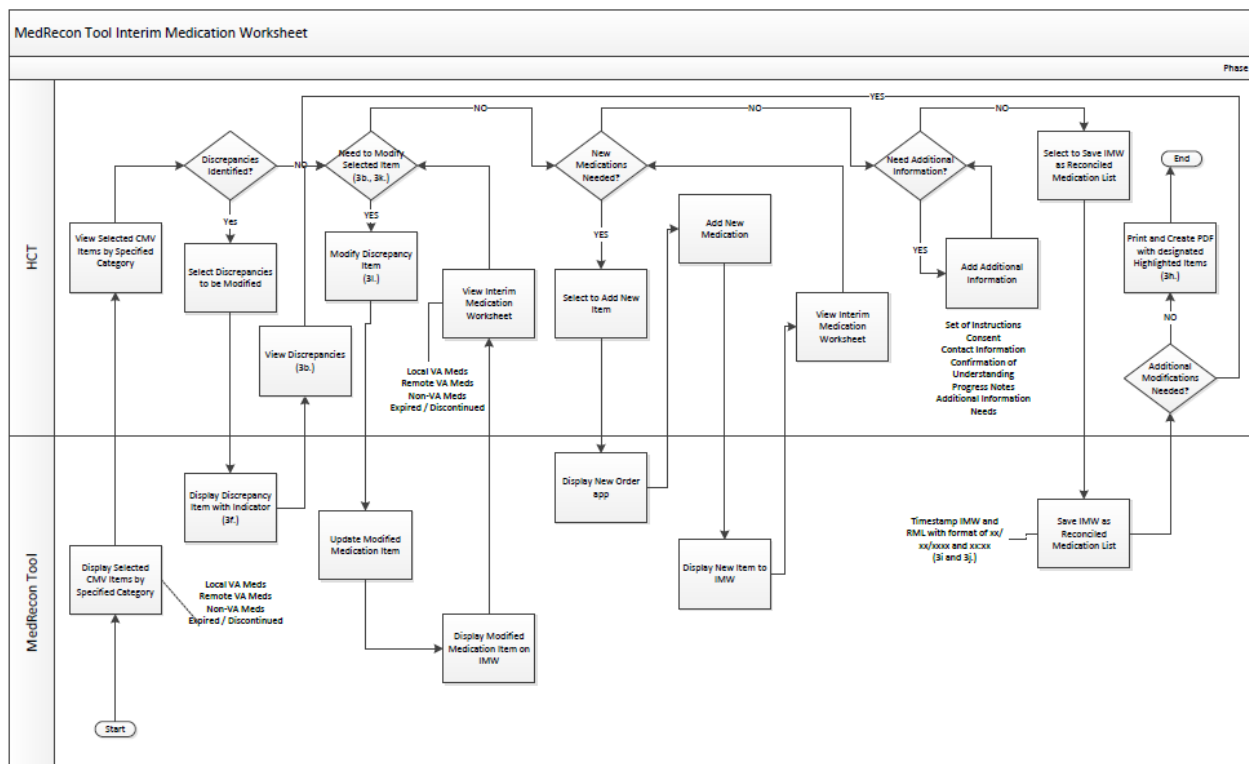 MedRecon Tool Interim Medication Worksheet
Phase
HCT
YES
NO
NO
NO
Discrepancies
Identified?
NO
Need to Modify
Selected Item
(3b., 3k.)
New
Medications
Needed?
Need Additional
Information?
Select to Save IMW
as Reconciled
Medication List
End
Yes
YES
YES
YES
View Selected CMV
Items by Specified
Category
Select Discrepancies
to be Modified
Modify Discrepancy
Item
(3l.)
View Interim
Medication
Worksheet
Select to Add New
Item
Add New
Medication
View Interim
Medication
Worksheet
Add Additional
Information
Print and Create PDF
with designated
Highlighted Items
(3h.)
NO
View Discrepancies
(3b.)
Local VA Meds
Remote VA Meds
Non-VA Meds
Expired / Discontinued
Set of Instructions
Consent
Contact Information
Confirmation of
Understanding
Progress Notes
Additional Information
Needs
Additional
Modifications
Needed?
MedRecon Tool
Display Discrepancy
Item with Indicator
(3f.)
Display New Order
app
Update Modified
Medication Item
Timestamp IMW and
RML with format of xx/
xx/xxxx and xx:xx
(3i and 3j.)
Save IMW as
Reconciled
Medication List
Display Selected
CMV Items by
Specified Category
Local VA Meds
Remote VA Meds
Non-VA Meds
Expired / Discontinued
Display New Item to
IMW
Display Modified
Medication Item on
IMW
Start